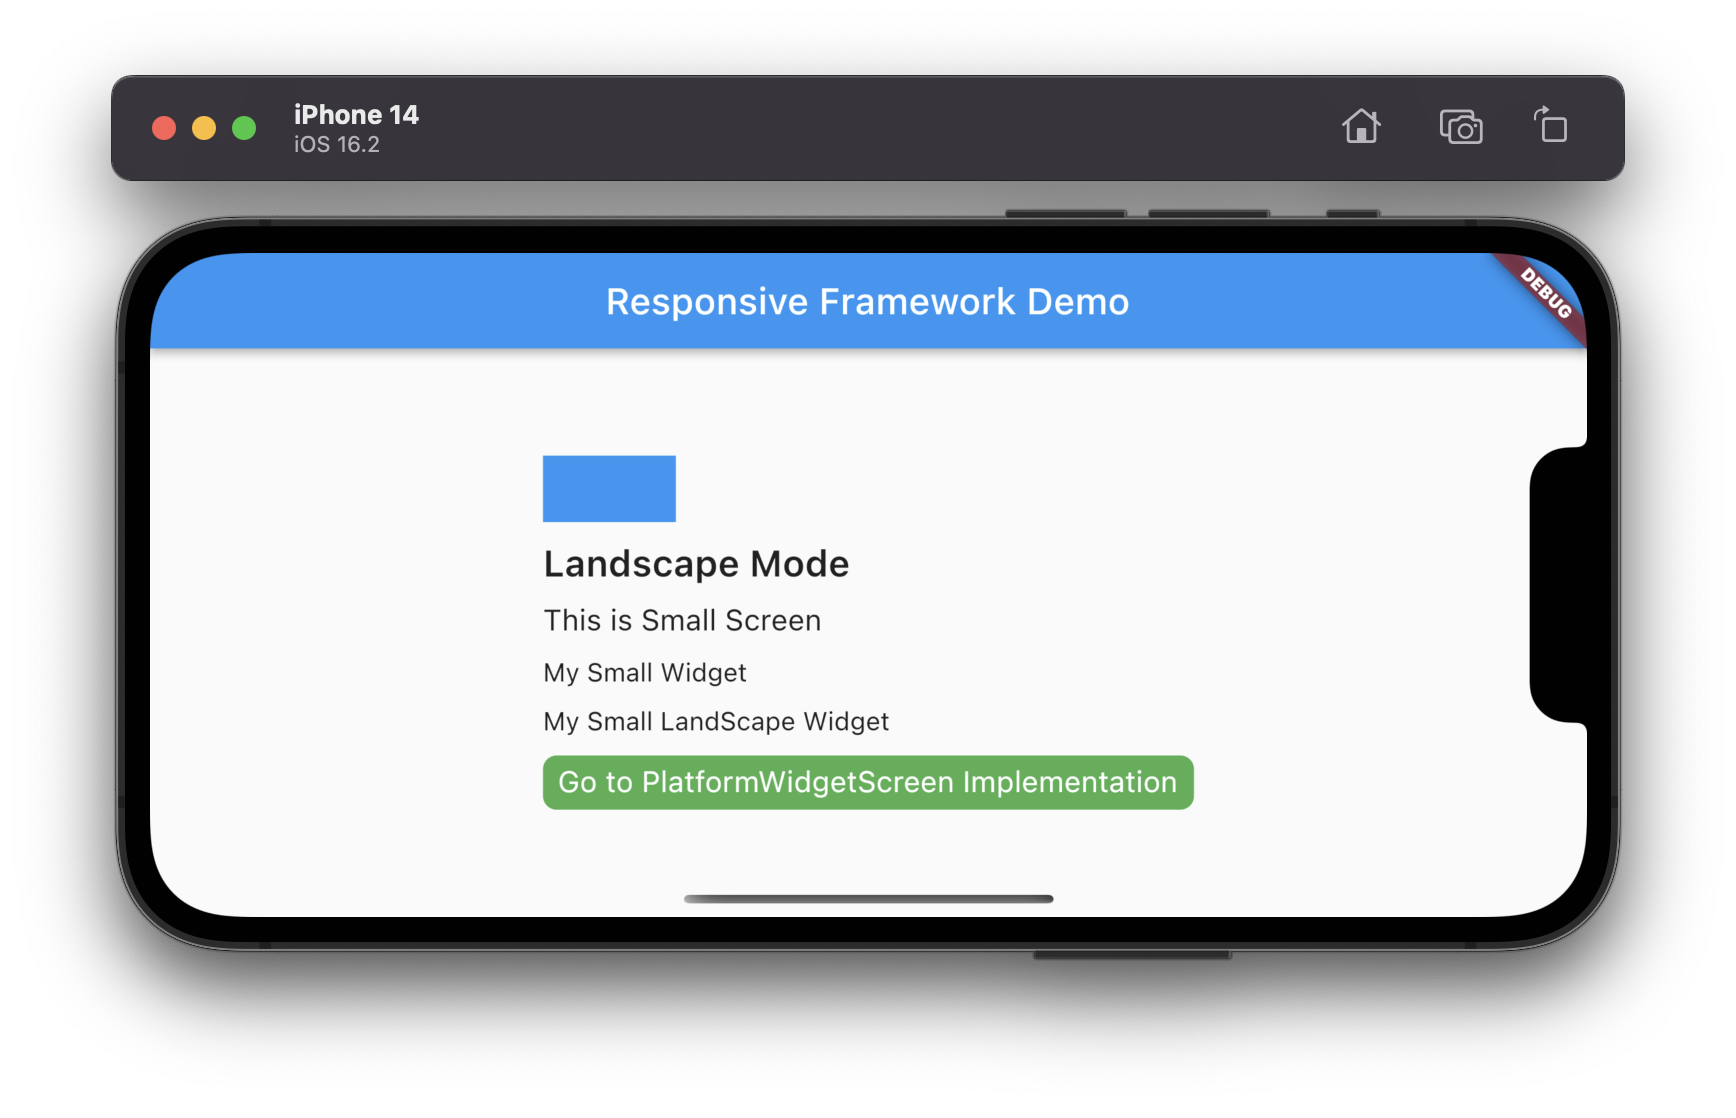 iPhone 14
iOS 16.2
Responsive Framework Demo
DEBUG
Landscape Mode
This is Small Screen
My Small Widget
My Small LandScape Widget
Go to PlatformWidgetScreen Implementation